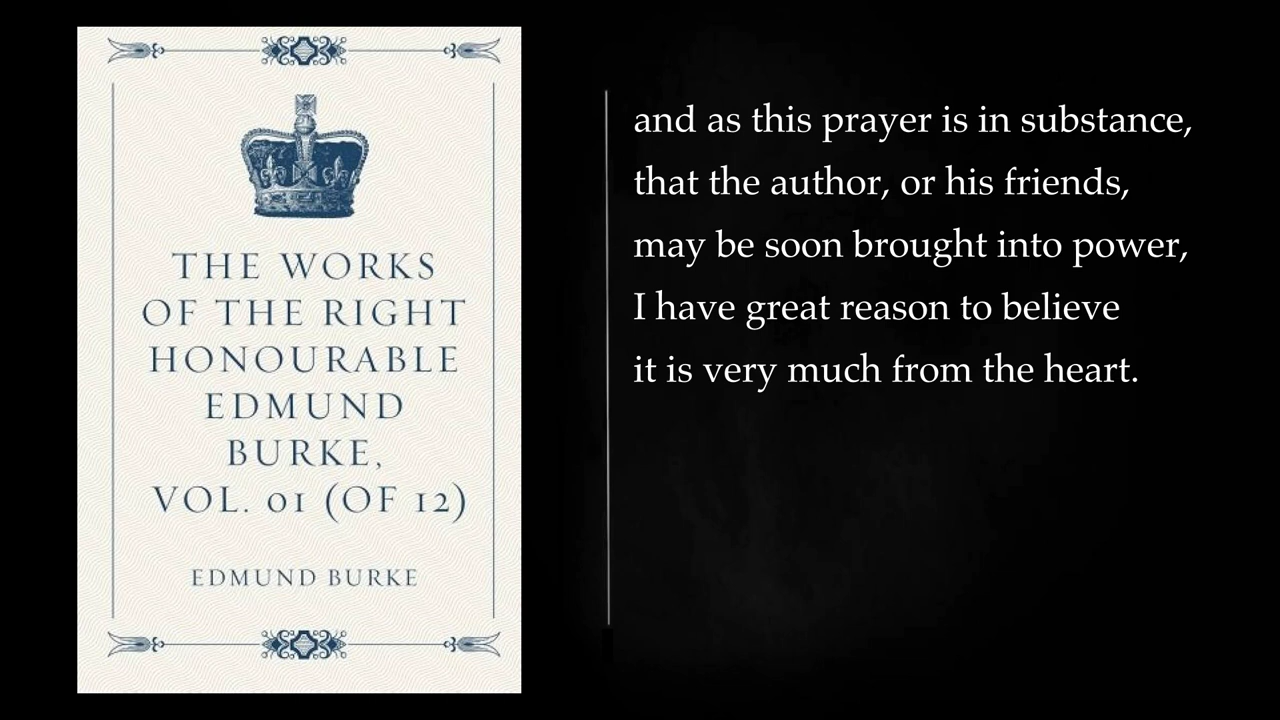 THE WORKS
OF THE RIGHT
HONOURABLE
EDMUND
BURKE,
VOL. 01 (OF 12)
EDMUND BURKE
and as this prayer is in substance,
that the author, or his friends,
may be soon brought into power,
I have great reason to believe
it is very much from the heart.